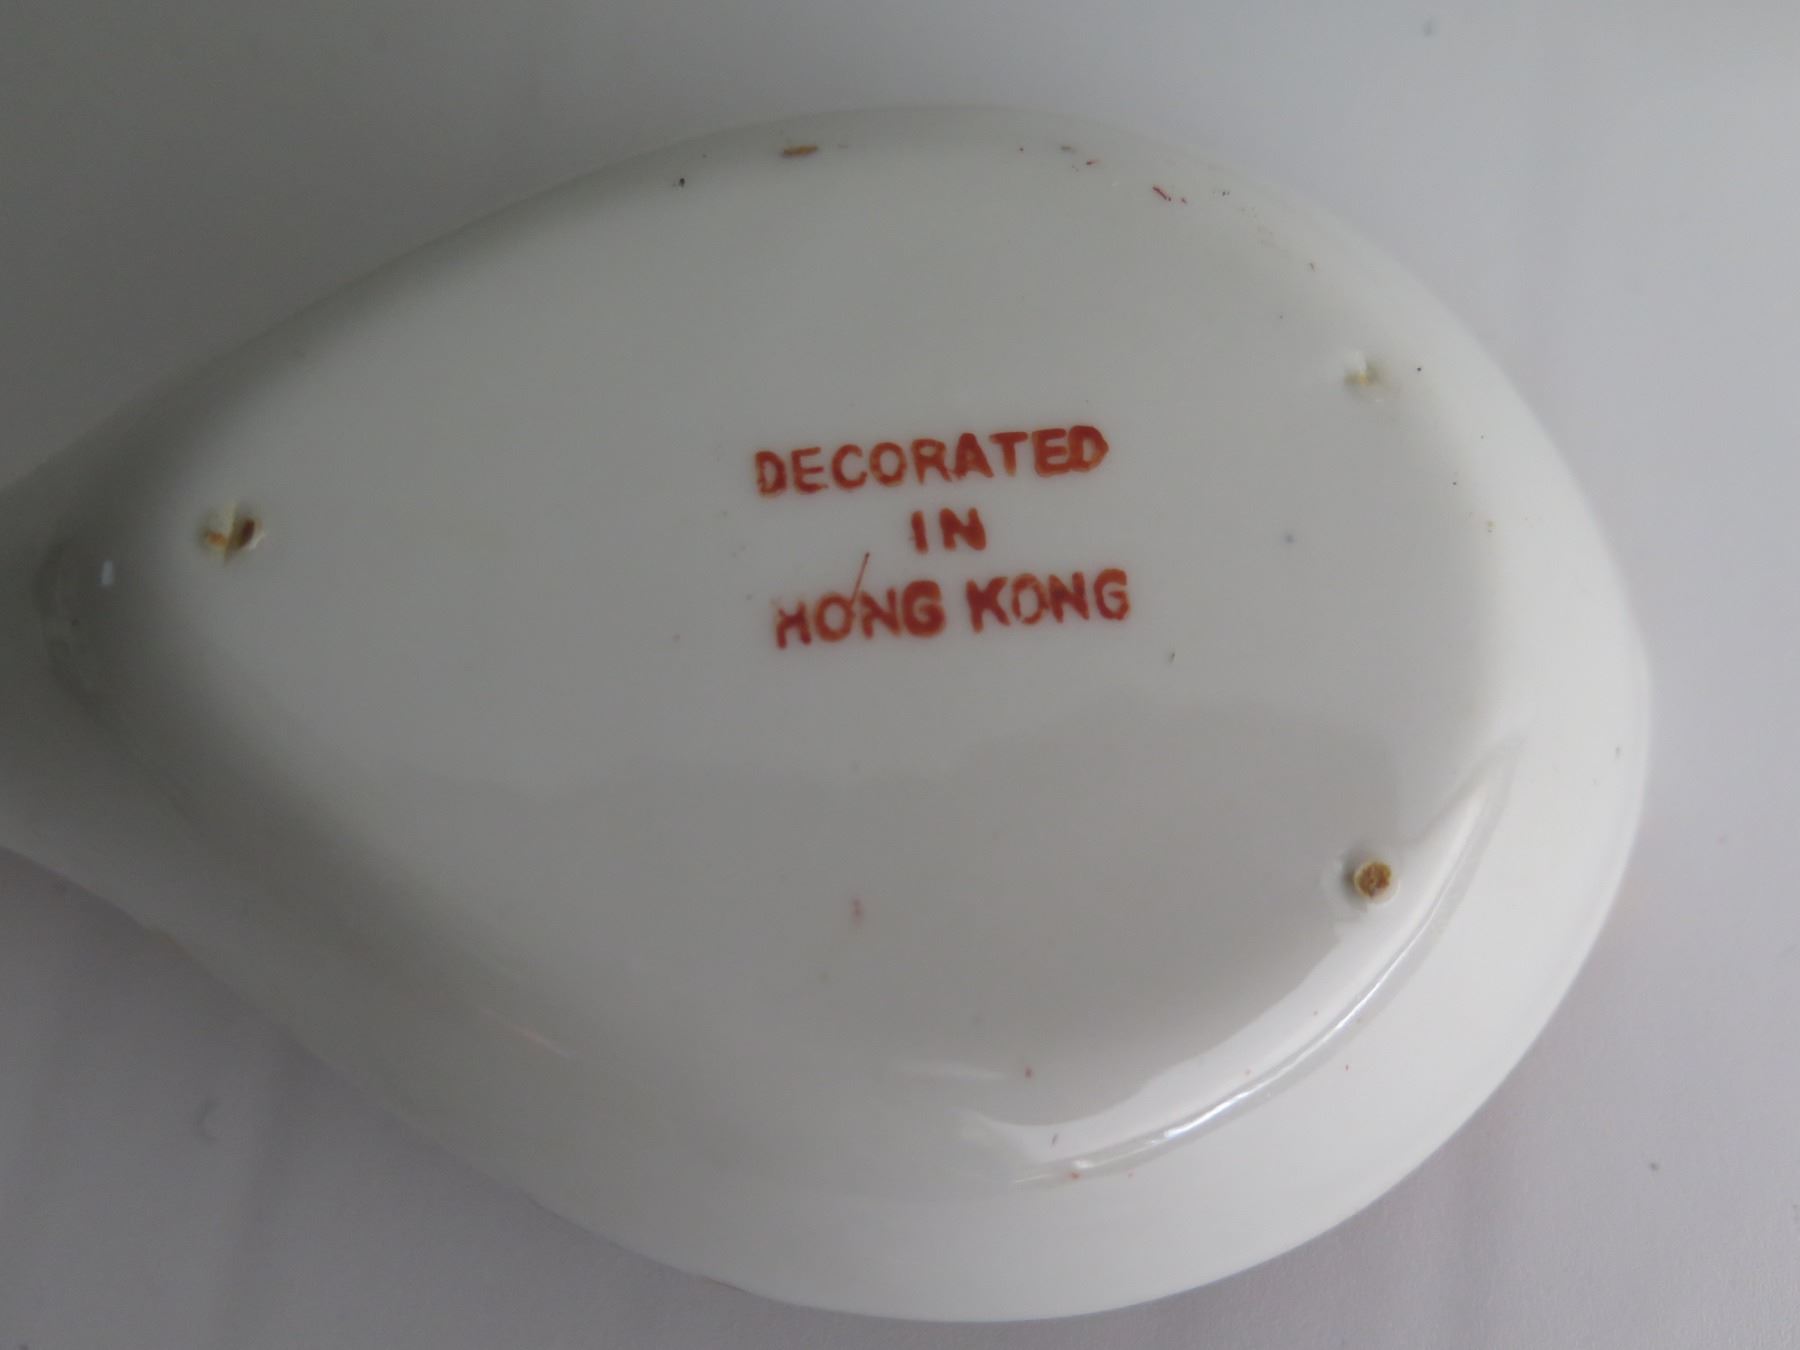 DECORATED
IN
HONG KONG